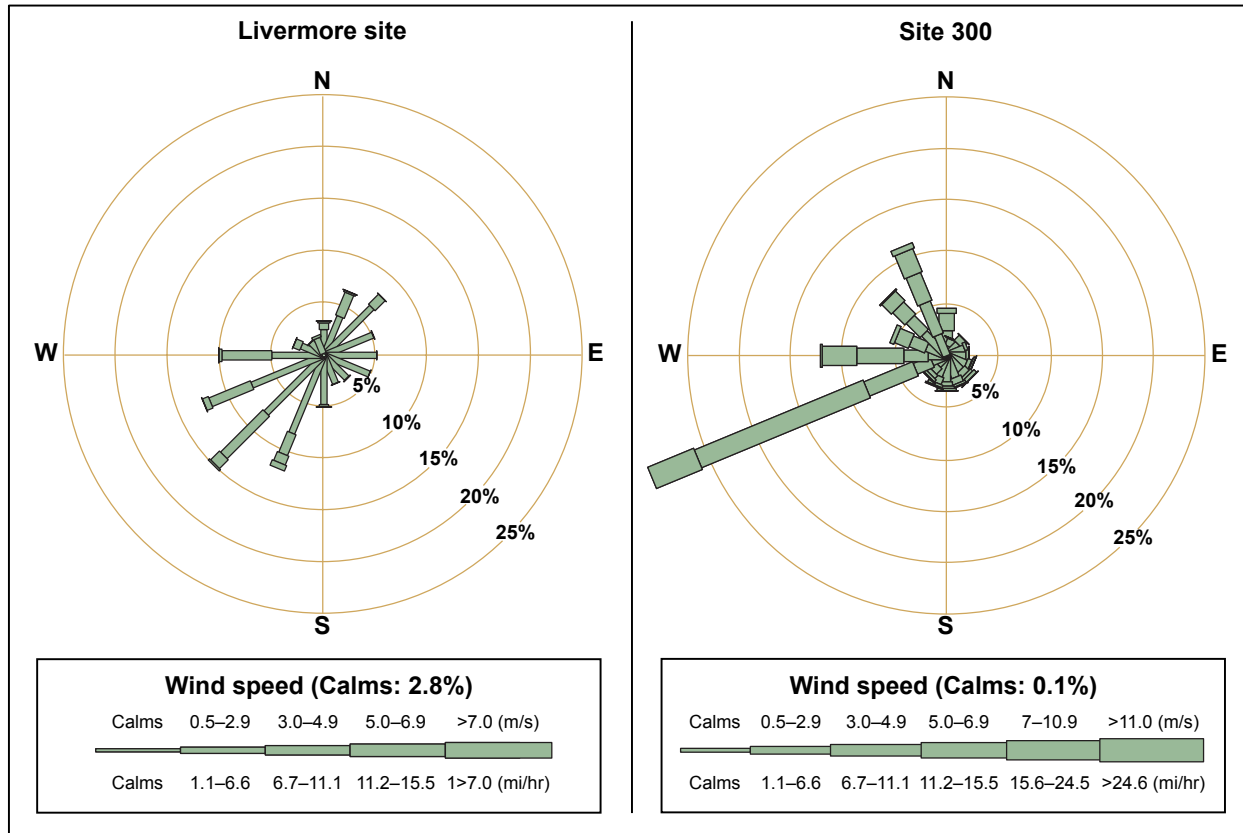 Livermore site
N
W
E
5%
10%
15%
20%
25%
S
Wind speed (Calms: 2.8%)
Calms 0.5–2.9 3.0–4.9 5.0–6.9 >7.0 (m/s)
Calms 1.1–6.6 6.7–11.1 11.2–15.5 1>7.0 (mi/hr)
Site 300
N
W
E
5%
10%
15%
20%
25%
S
Wind speed (Calms: 0.1%)
Calms 0.5–2.9 3.0–4.9 5.0–6.9 7–10.9 >11.0 (m/s)
Calms 1.1–6.6 6.7–11.1 11.2–15.5 15.6–24.5 >24.6 (mi/hr)